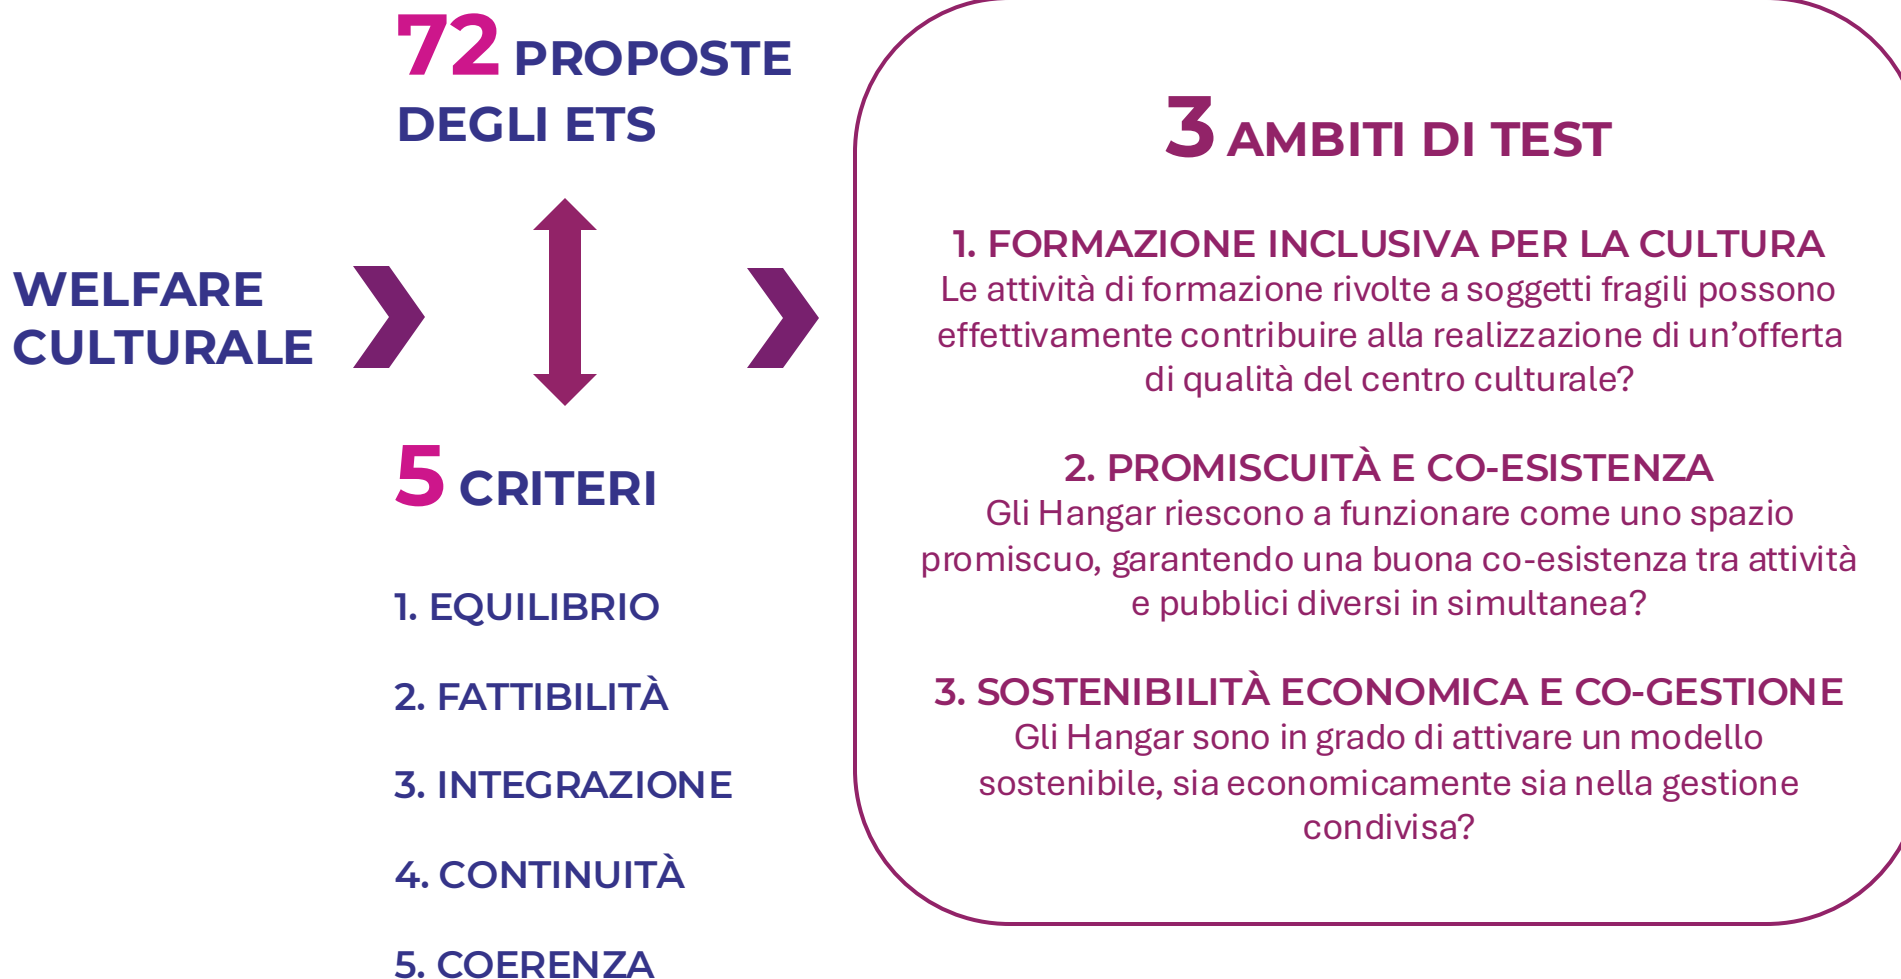 WELFARE
CULTURALE
72 PROPOSTE
DEGLI ETS
5 CRITERI
1. EQUILIBRIO
2. FATTIBILITÀ
3. INTEGRAZIONE
4. CONTINUITÀ
5. COERENZA
3 AMBITI DI TEST
1. FORMAZIONE INCLUSIVA PER LA CULTURA
Le attività di formazione rivolte a soggetti fragili possono
effettivamente contribuire alla realizzazione di un’offerta
di qualità del centro culturale?
2. PROMISCUITÀ E CO-ESISTENZA
Gli Hangar riescono a funzionare come uno spazio
promiscuo, garantendo una buona co-esistenza tra attività
e pubblici diversi in simultanea?
3. SOSTENIBILITÀ ECONOMICA E CO-GESTIONE
Gli Hangar sono in grado di attivare un modello
sostenibile, sia economicamente sia nella gestione
condivisa?